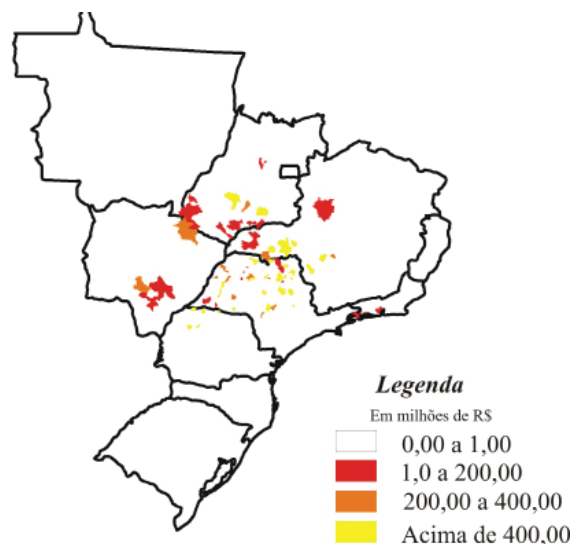 Legenda
Em milhões de R$
0,00 a 1,00
1,0 a 200,00
200,00 a 400,00
Acima de 400,00